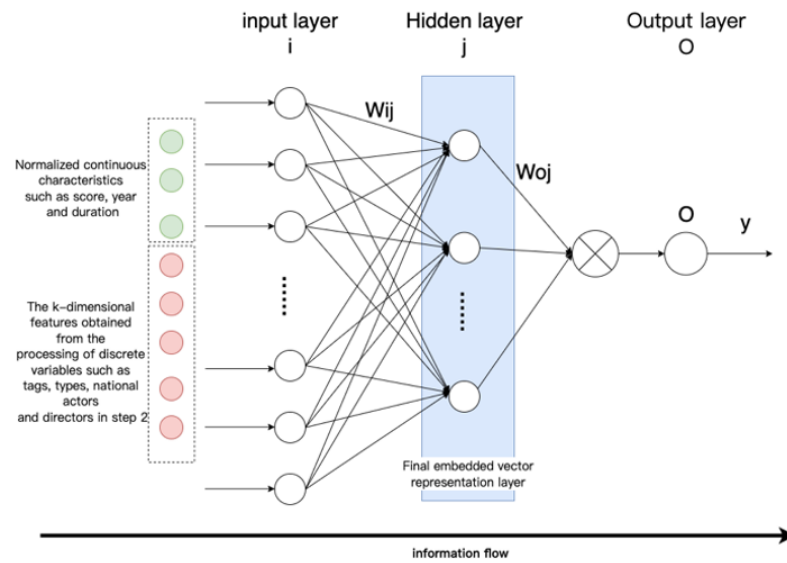 input layer
i
Hidden layer
j
Output layer
O
Wij
Woj
O
y
Normalized continuous
characteristics
such as score, year
and duration
The k-dimensional
features obtained
from the
processing of discrete
variables such as
tags, types, national
actors
and directors in step 2
Final embedded vector
representation layer
information flow